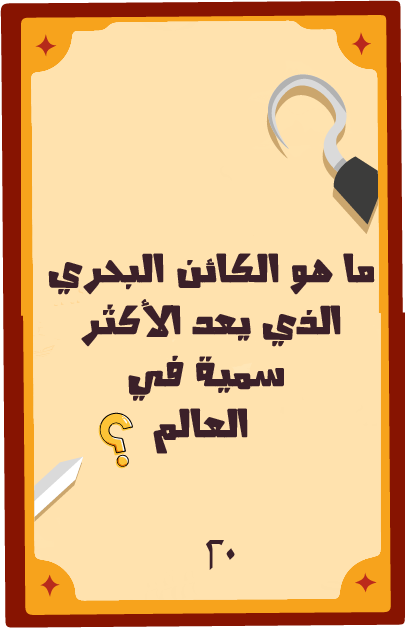 ما هو الكائن البحري
الذي يعد الأكثر
سمية في
العالم ؟
٢٠